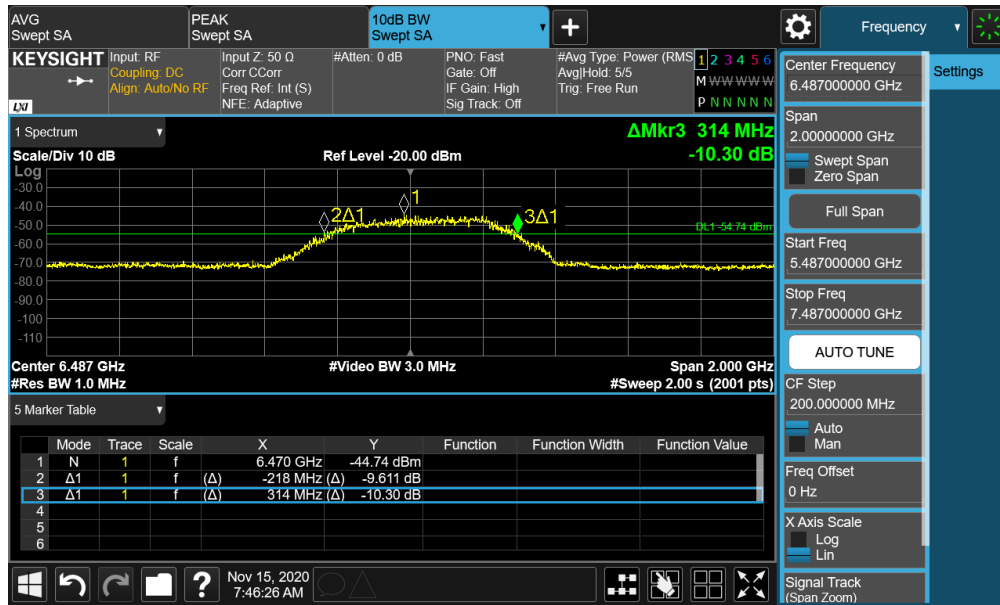 AVG
Swept SA
PEAK
Swept SA
10dB BW
Swept SA
Frequency
KEYSIGHT
LXI
Input: RF
Coupling: DC
Align: Auto/No RF
Input Z: 50 Ω
Corr CCorr
Freq Ref: Int (S)
NFE: Adaptive
#Atten: 0 dB
PNO: Fast
Gate: Off
IF Gain: High
Sig Track: Off
#Avg Type: Power (RMS
Avg|Hold: 5/5
Trig: Free Run
1 2 3 4 5 6
M W W W W W
P N N N N N
1 Spectrum
ΔMkr3 314 MHz
-10.30 dB
Scale/Div 10 dB
Ref Level -20.00 dBm
Log
-30.0
-40.0
-50.0
-60.0
-70.0
-80.0
-90.0
-100
-110
1
2Δ1
3Δ1
DL1 -54.74 dBm
Center 6.487 GHz
#Video BW 3.0 MHz
Span 2.000 GHz
#Res BW 1.0 MHz
#Sweep 2.00 s (2001 pts)
5 Marker Table
Mode Trace Scale X Y Function Function Width Function Value
1 N 1 f 6.470 GHz -44.74 dBm
2 Δ1 1 f (Δ) -218 MHz (Δ) -9.611 dB
3 Δ1 1 f (Δ) 314 MHz (Δ) -10.30 dB
4
5
6
Nov 15, 2020
7:46:26 AM
?
Center Frequency
6.487000000 GHz
Settings
Span
2.00000000 GHz
Swept Span
Zero Span
Full Span
Start Freq
5.487000000 GHz
Stop Freq
7.487000000 GHz
AUTO TUNE
CF Step
200.000000 MHz
Auto
Man
Freq Offset
0 Hz
X Axis Scale
Log
Lin
Signal Track
(Span Zoom)